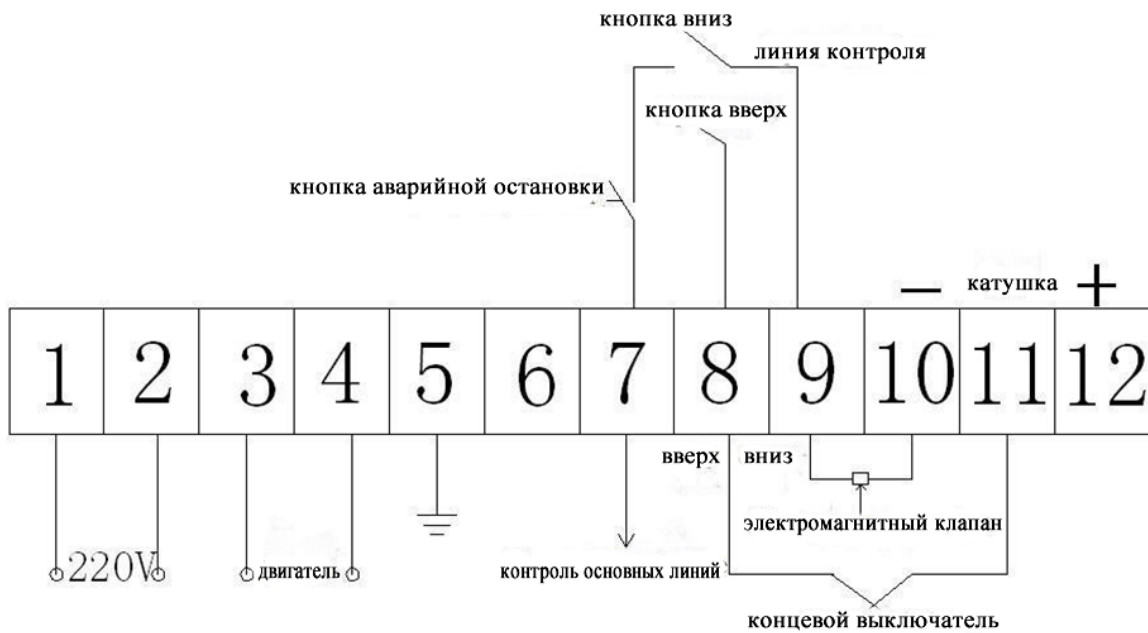 кнопка вниз
линия контроля
кнопка вверх
кнопка аварийной остановки
— катушка +
1 2 3 4 5 6 7 8 9 10 11 12
вверх вниз
электромагнитный клапан
220V двигатель контроль основных линий
концевой выключатель